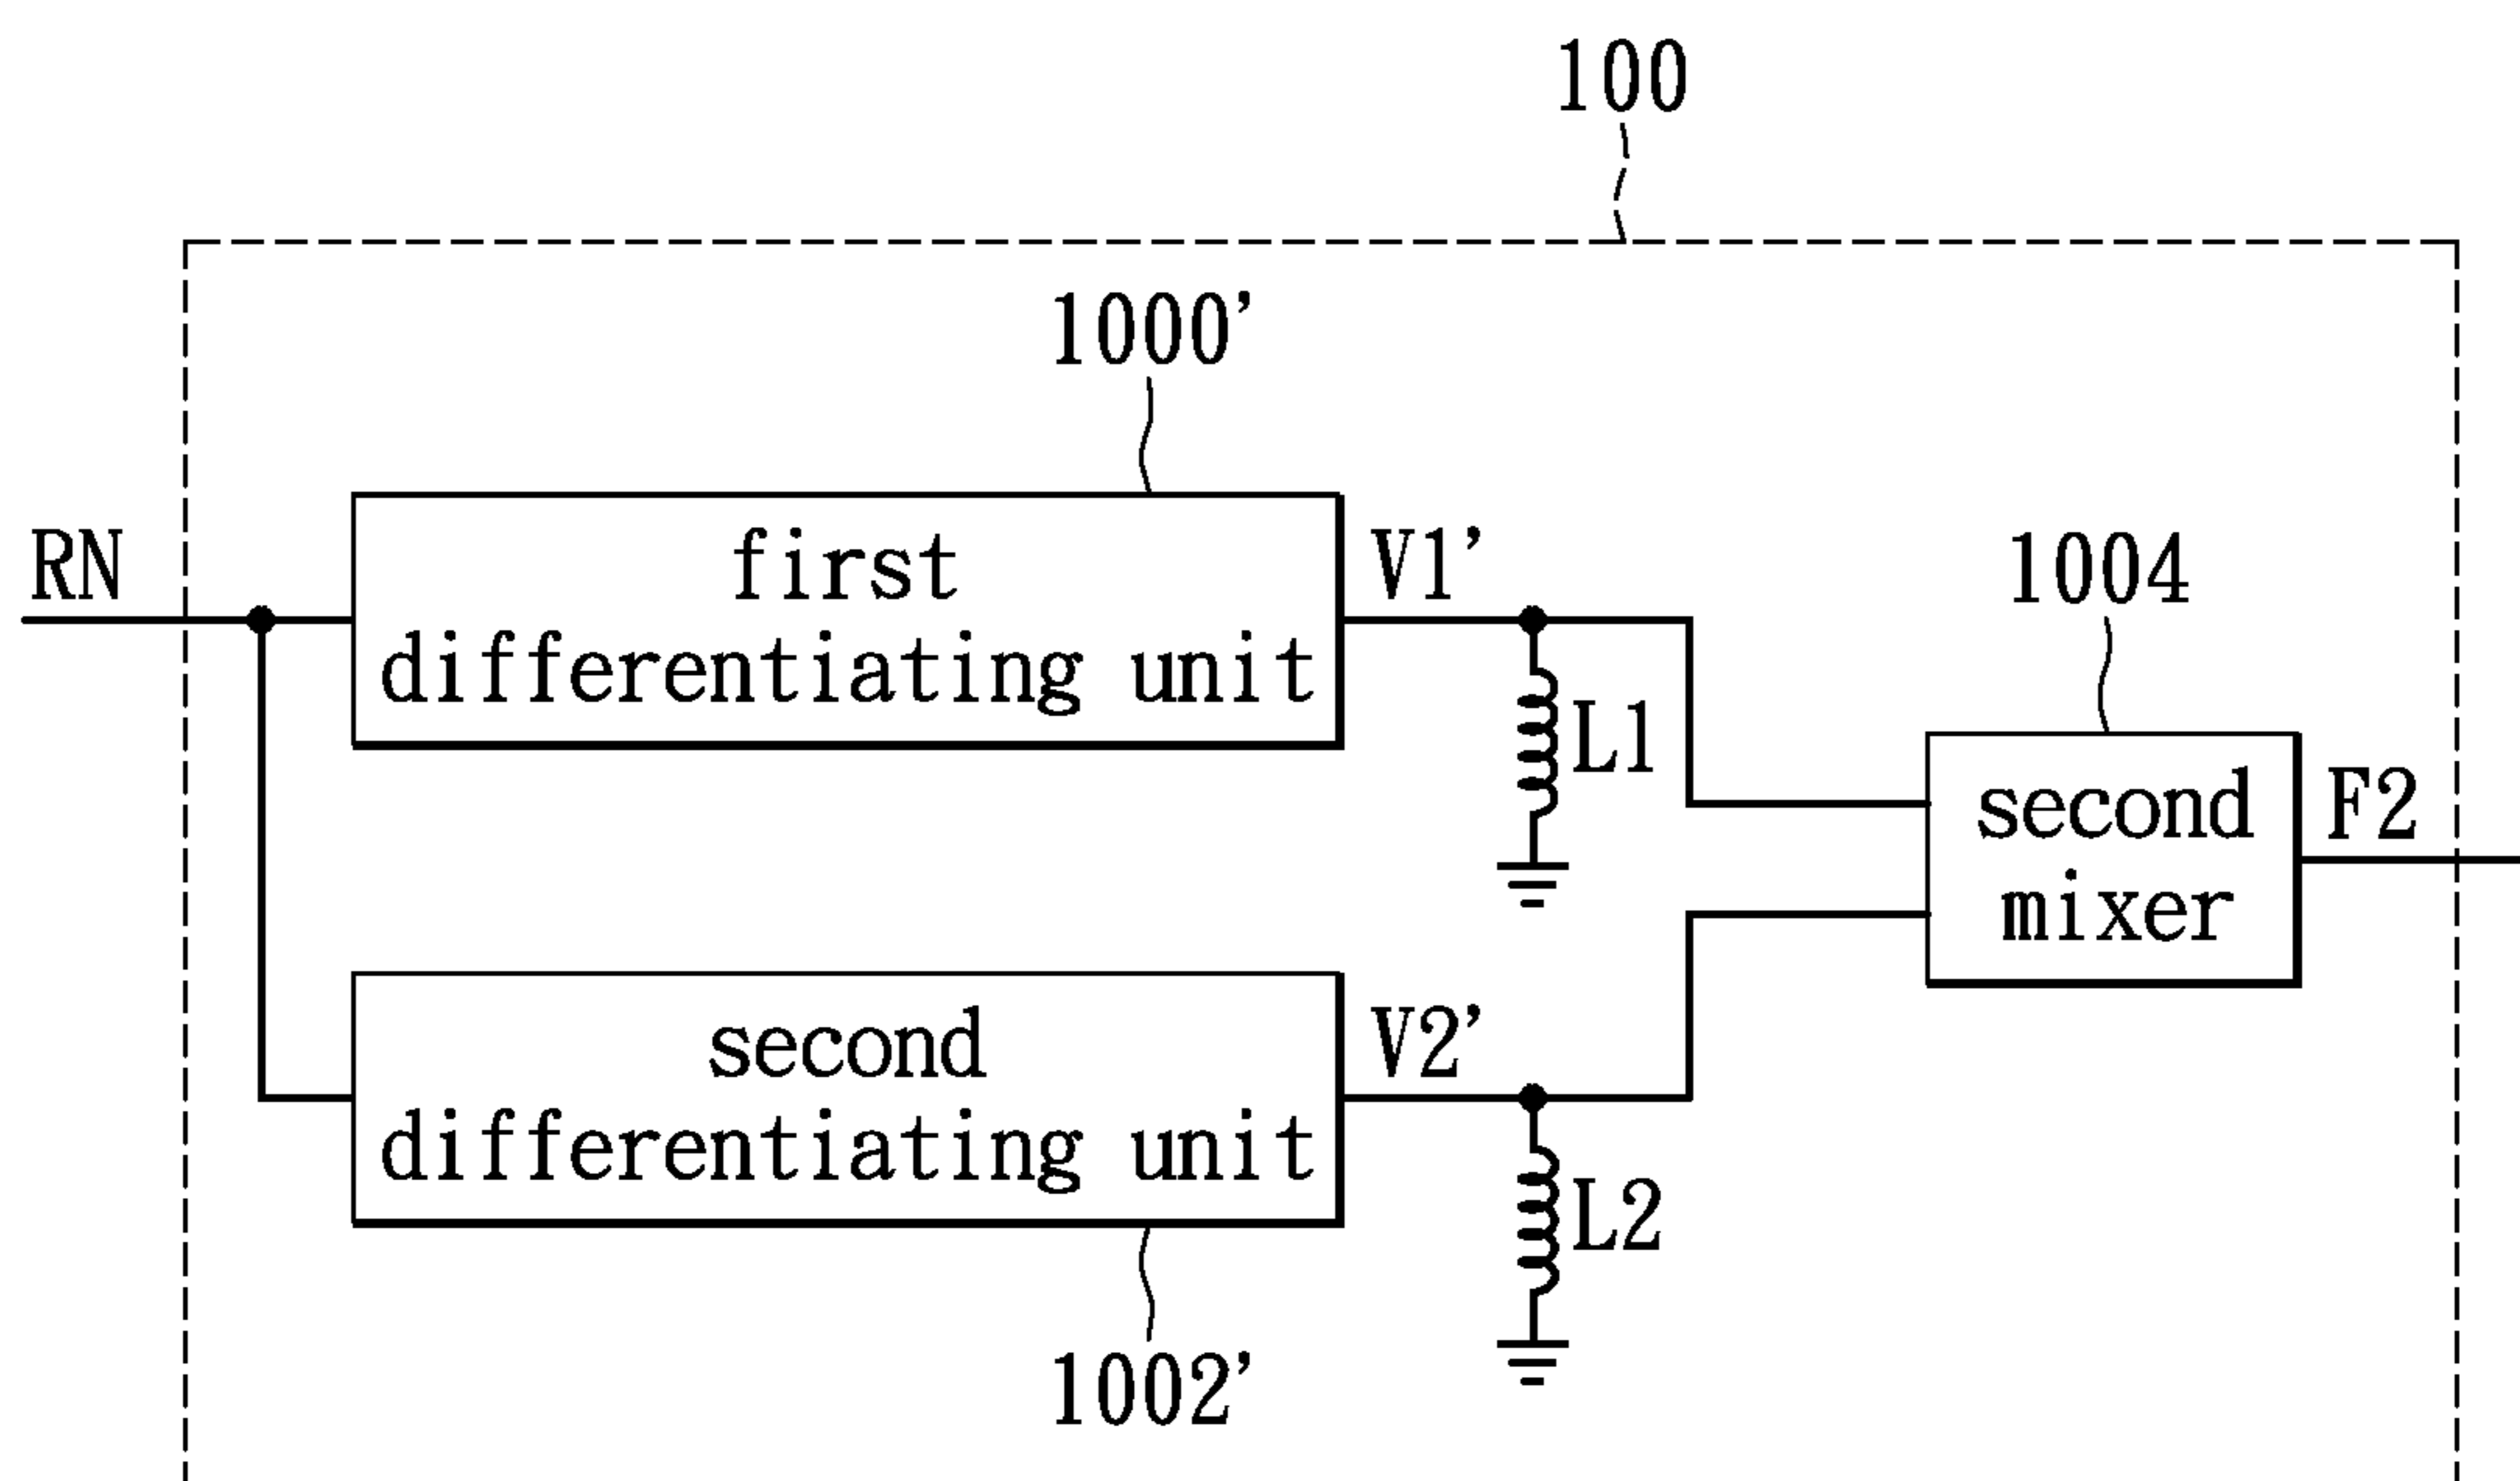 100
1000'
RN
first
differentiating unit
V1'
L1
1004
second
mixer
F2
second
differentiating unit
V2'
L2
1002'